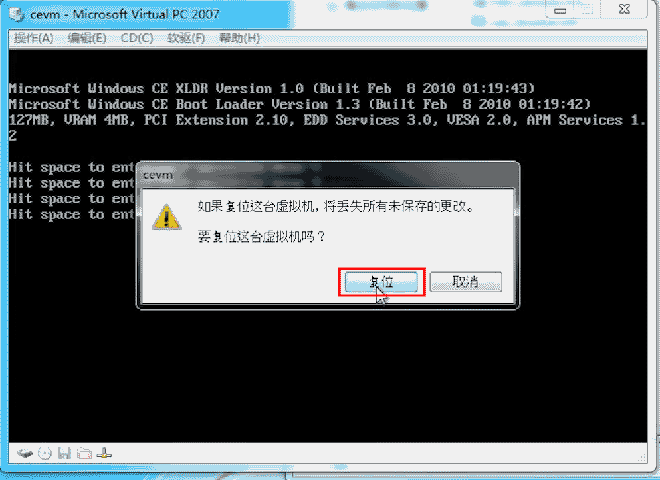 cevm - Microsoft Virtual PC 2007
操作(A) 编辑(E) CD(C) 软驱(F) 帮助(H)
Microsoft Windows CE XLDR Version 1.0 (Built Feb  8 2010 01:19:43)
Microsoft Windows CE Boot Loader Version 1.3 (Built Feb  8 2010 01:19:42)
127MB, VRAM 4MB, PCI Extension 2.10, EDD Services 3.0, VESA 2.0, APM Services 1.
2
Hit space to ent
Hit space to ent
Hit space to ent
Hit space to ent
cevm
如果复位这台虚拟机，将丢失所有未保存的更改。
要复位这台虚拟机吗？
复位 取消